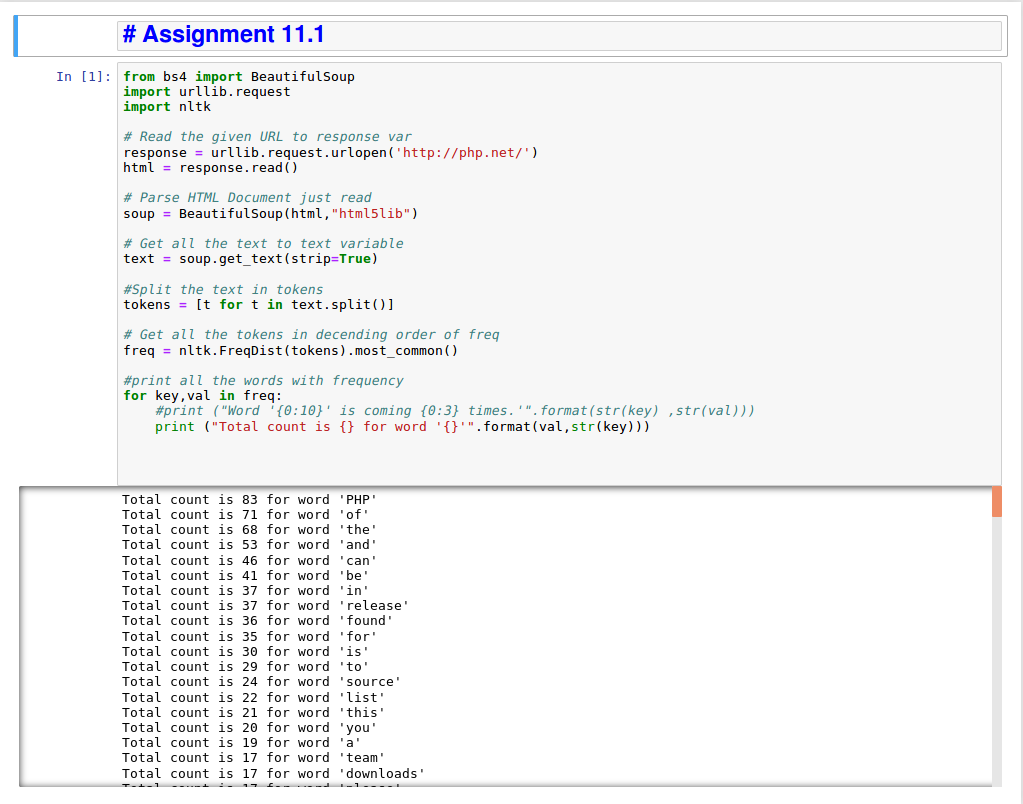 # Assignment 11.1
In [1]:
from bs4 import BeautifulSoup
import urllib.request
import nltk
# Read the given URL to response var
response = urllib.request.urlopen('http://php.net/')
html = response.read()
# Parse HTML Document just read
soup = BeautifulSoup(html,"html5lib")
# Get all the text to text variable
text = soup.get_text(strip=True)
#Split the text in tokens
tokens = [t for t in text.split()]
# Get all the tokens in decending order of freq
freq = nltk.FreqDist(tokens).most_common()
#print all the words with frequency
for key,val in freq:
    #print ("Word '{0:10}' is coming {0:3} times.'".format(str(key) ,str(val)))
    print ("Total count is {} for word '{}'".format(val,str(key)))
Total count is 83 for word 'PHP'
Total count is 71 for word 'of'
Total count is 68 for word 'the'
Total count is 53 for word 'and'
Total count is 46 for word 'can'
Total count is 41 for word 'be'
Total count is 37 for word 'in'
Total count is 37 for word 'release'
Total count is 36 for word 'found'
Total count is 35 for word 'for'
Total count is 30 for word 'is'
Total count is 29 for word 'to'
Total count is 24 for word 'source'
Total count is 22 for word 'list'
Total count is 21 for word 'this'
Total count is 20 for word 'you'
Total count is 19 for word 'a'
Total count is 17 for word 'team'
Total count is 17 for word 'downloads'